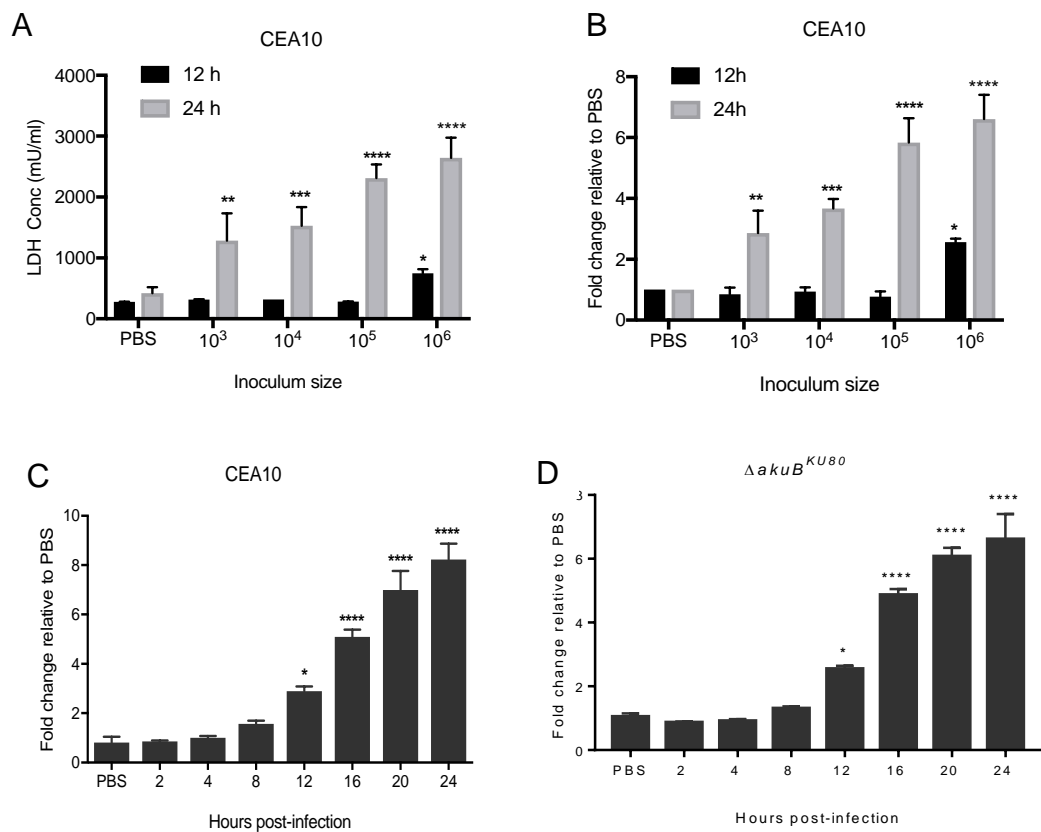 A
CEA10
12 h
24 h
LDH Conc (mU/ml)
4000
3000
2000
1000
0
**
***
****
****
*
PBS
10³
10⁴
10⁵
10⁶
Inoculum size
B
CEA10
12h
24h
Fold change relative to PBS
8
6
4
2
0
**
***
****
****
*
PBS
10³
10⁴
10⁵
10⁶
Inoculum size
C
CEA10
Fold change relative to PBS
10
8
6
4
2
0
*
****
****
****
PBS
2
4
8
12
16
20
24
Hours post-infection
D
ΔakuB^KU80
Fold change relative to PBS
8
6
4
2
0
*
****
****
****
PBS
2
4
8
12
16
20
24
Hours post-infection